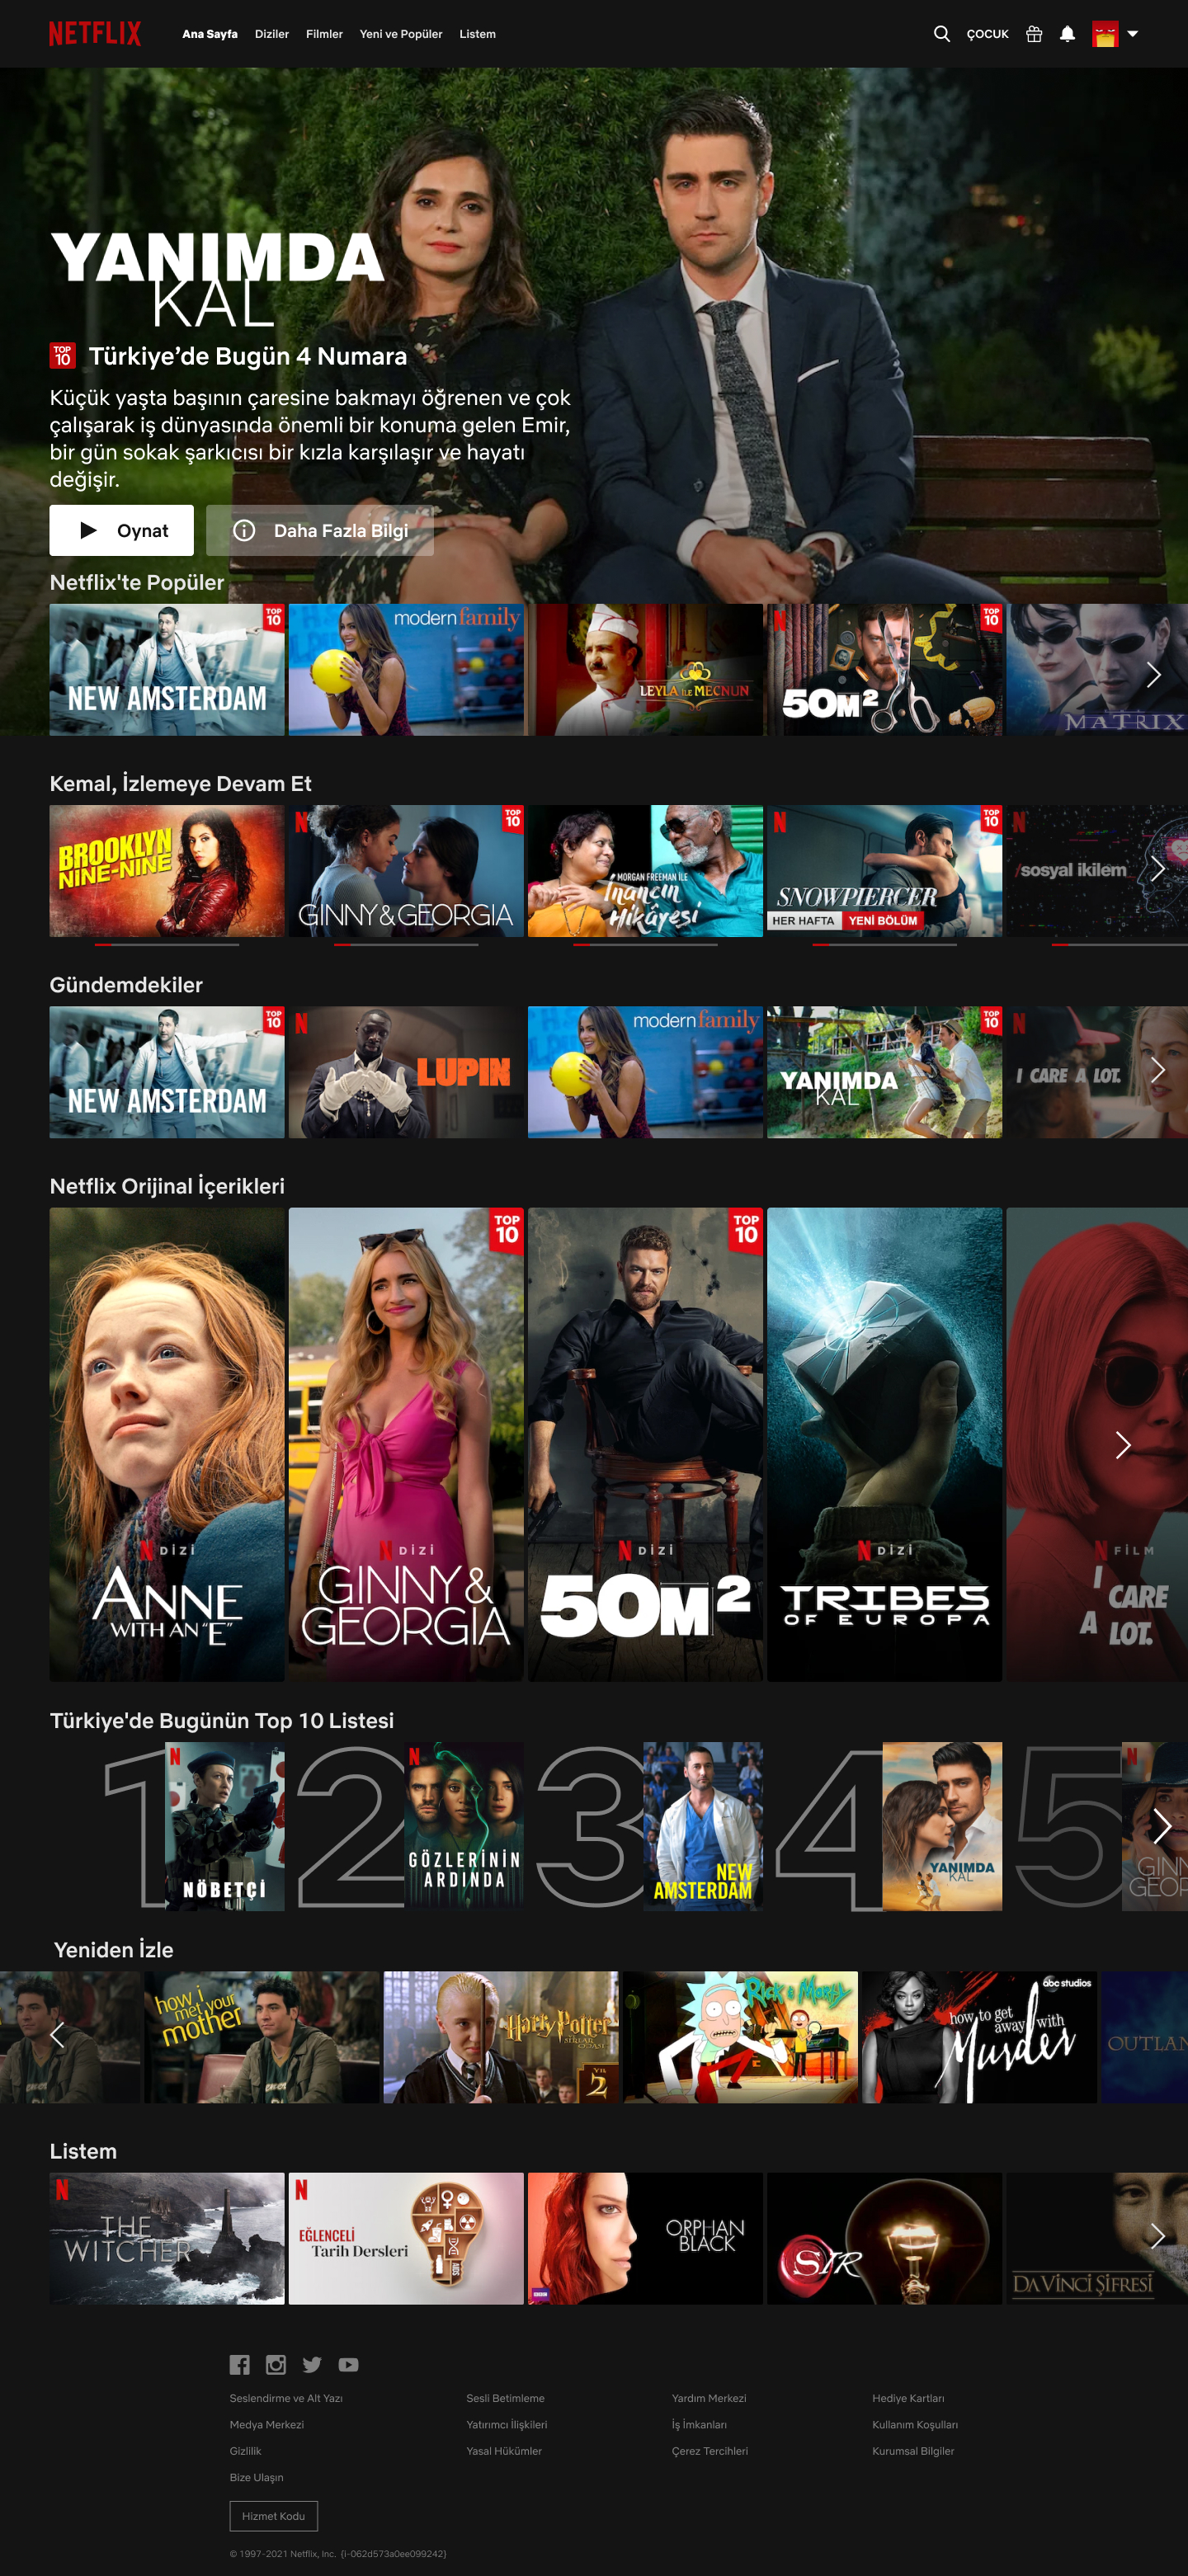 NETFLIX
Ana Sayfa Diziler Filmler Yeni ve Popüler Listem
ÇOCUK
YANIMDA
KAL
TOP
10
Türkiye’de Bugün 4 Numara
Küçük yaşta başının çaresine bakmayı öğrenen ve çok
çalışarak iş dünyasında önemli bir konuma gelen Emir,
bir gün sokak şarkıcısı bir kızla karşılaşır ve hayatı
değişir.
Oynat
Daha Fazla Bilgi
Netflix'te Popüler
TOP
10
NEW AMSTERDAM
modern family
LEYLA İLE MECNUN
N
TOP
10
50M²
MATRIX
Kemal, İzlemeye Devam Et
BROOKLYN
NINE-NINE
N
TOP
10
GINNY & GEORGIA
MORGAN FREEMAN İLE
İnancın
Hikâyesi
N
TOP
10
SNOWPIERCER
HER HAFTA YENİ BÖLÜM
N
/sosyal ikilem
Gündemdekiler
TOP
10
NEW AMSTERDAM
N
LUPIN
modern family
TOP
10
YANIMDA
KAL
N
I CARE A LOT.
Netflix Orijinal İçerikleri
N DİZİ
ANNE
WITH AN “E”
TOP
10
N DİZİ
GINNY &
GEORGIA
TOP
10
N DİZİ
50M²
N DİZİ
TRIBES
OF EUROPA
N FİLM
I
CARE
A
LOT.
Türkiye'de Bugünün Top 10 Listesi
1
N
NÖBETÇİ
2
N
GÖZLERİNİN
ARDINDA
3
NEW
AMSTERDAM
4
YANIMDA
KAL
5
N
GINN
GEOR
Yeniden İzle
how i
met your
mother
Harry Potter
SIRLAR
ODASI
YIL
2
RICK & MORTY
abc studios
how to get
away with
Murder
OUTLAN
Listem
N
THE
WITCHER
N
EĞLENCELİ
Tarih Dersleri
AIDS
ORPHAN
BLACK
BBC
SIR
DA VINCI ŞİFRESİ
Seslendirme ve Alt Yazı Sesli Betimleme Yardım Merkezi Hediye Kartları
Medya Merkezi Yatırımcı İlişkileri İş İmkanları Kullanım Koşulları
Gizlilik Yasal Hükümler Çerez Tercihleri Kurumsal Bilgiler
Bize Ulaşın
Hizmet Kodu
© 1997-2021 Netflix, Inc. {i-062d573a0ee099242}